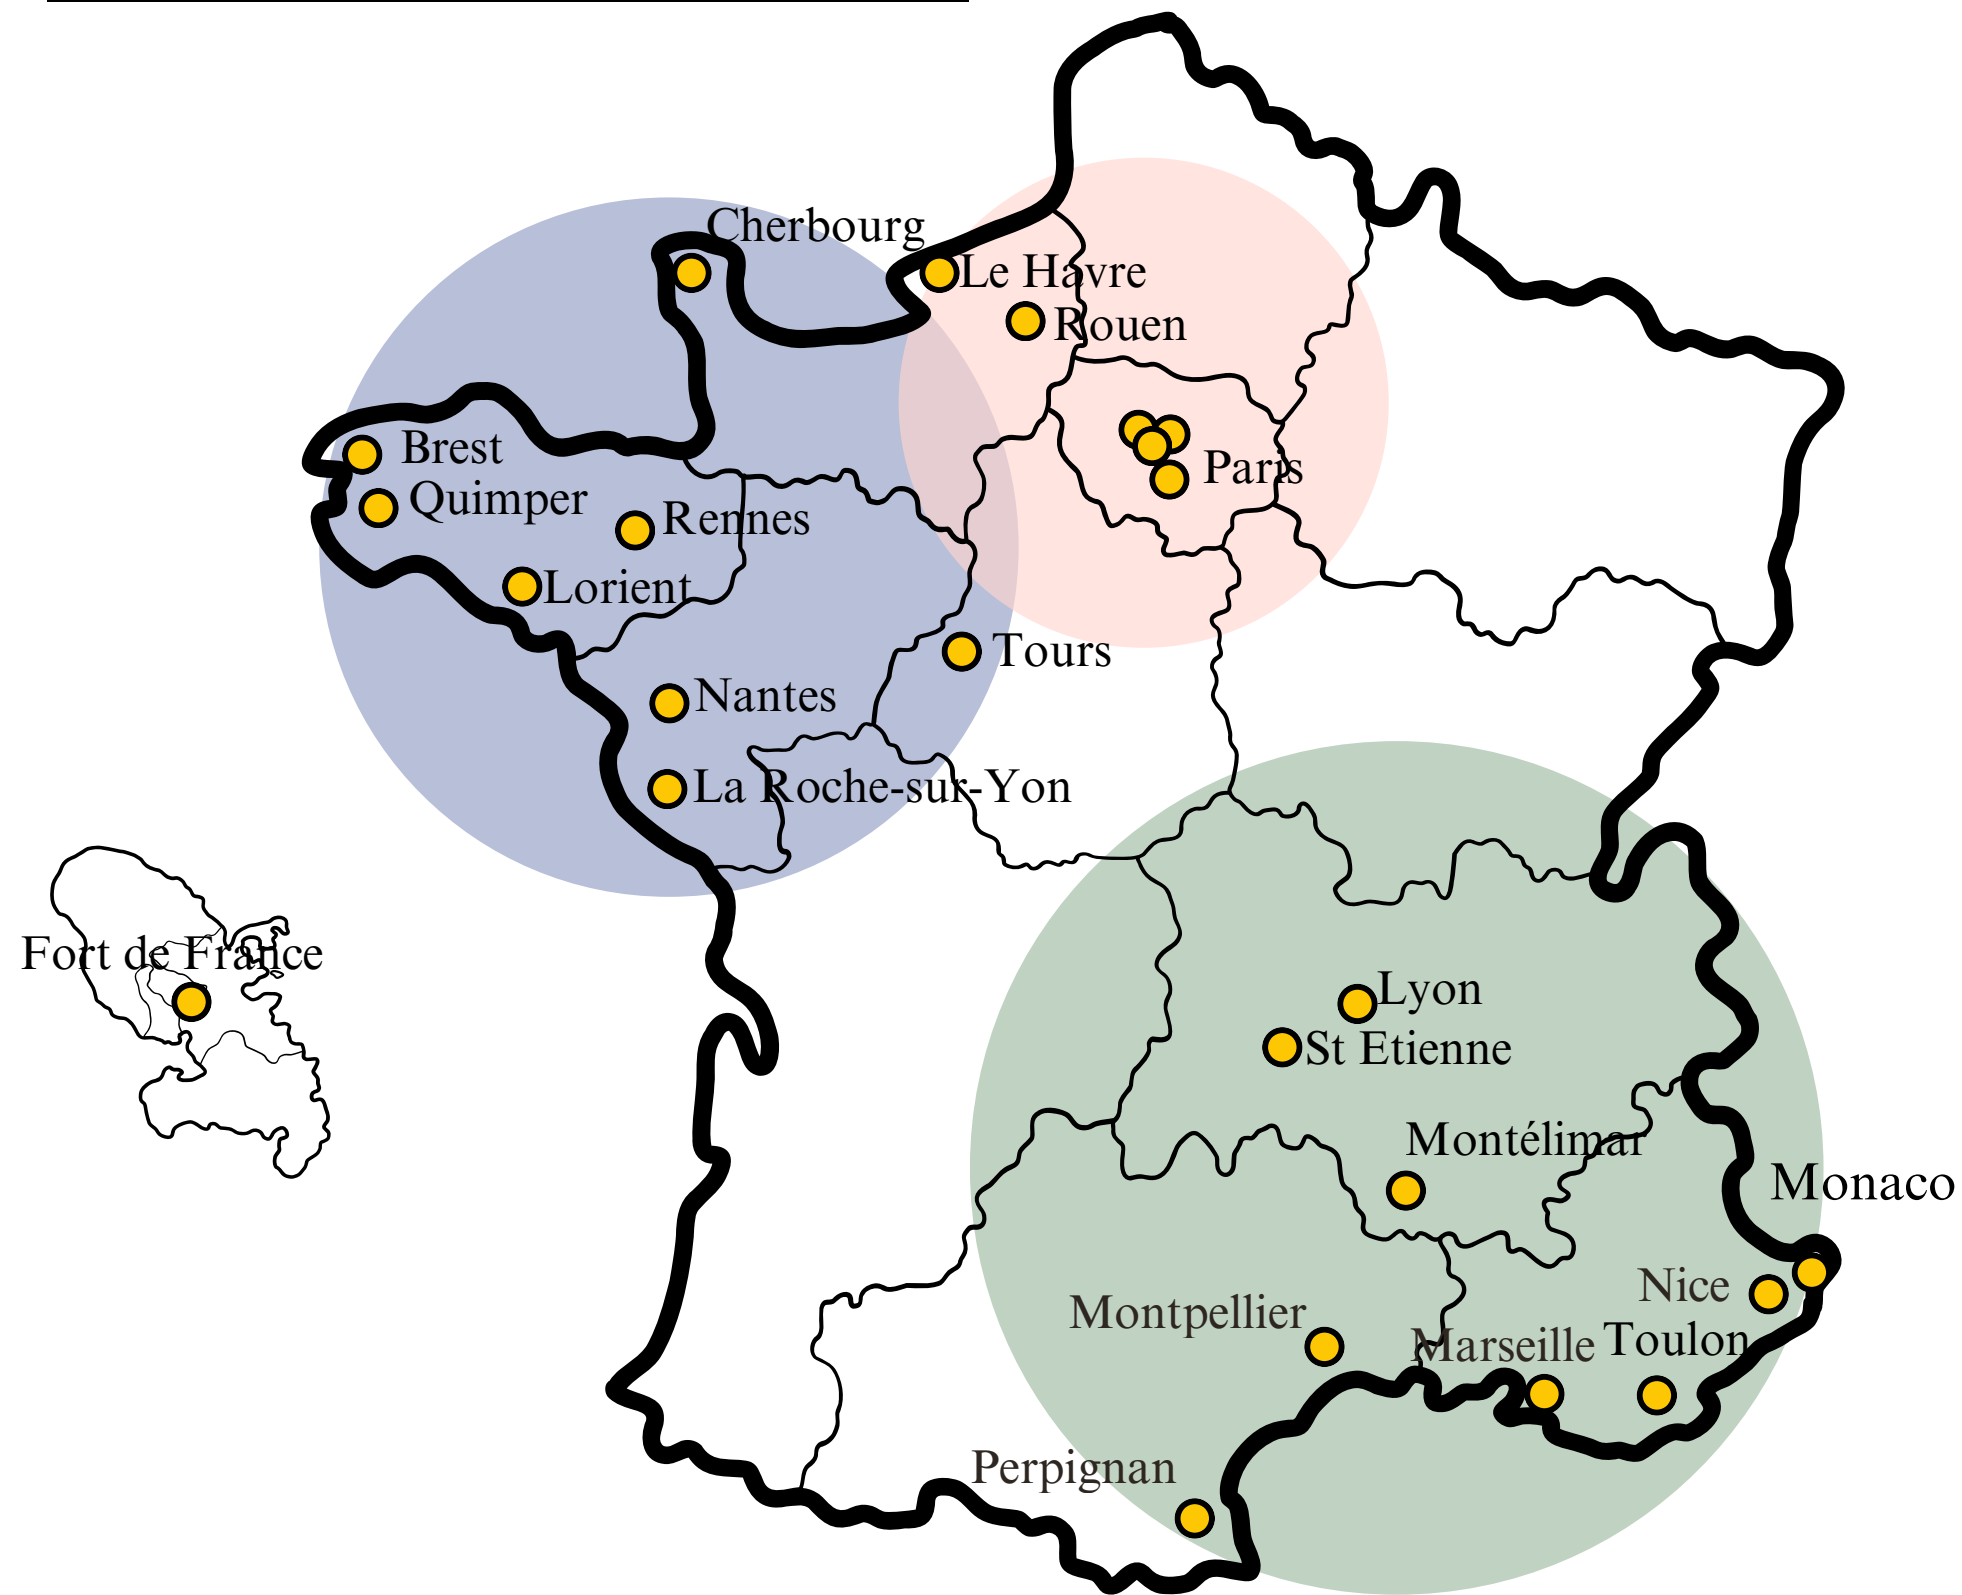 Cherbourg
Le Havre
Rouen
Brest
Paris
Quimper
Rennes
Lorient
Tours
Nantes
La Roche-sur-Yon
Fort de France
Lyon
St Etienne
Montélimar
Monaco
Nice
Montpellier
Marseille
Toulon
Perpignan